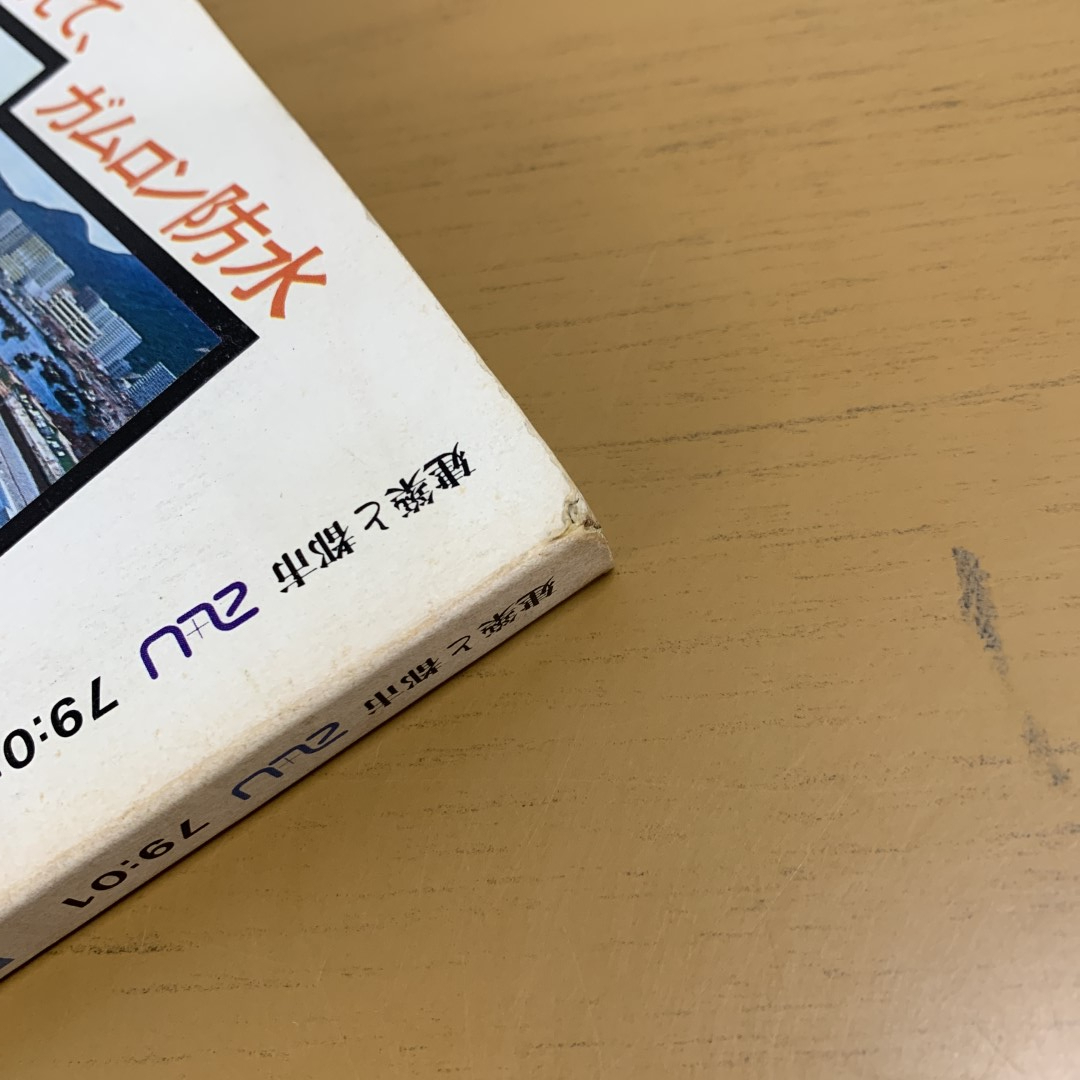 て、
ガムロン防水
建築と都市 a+u 79:0
建築と都市 a+u 79:01